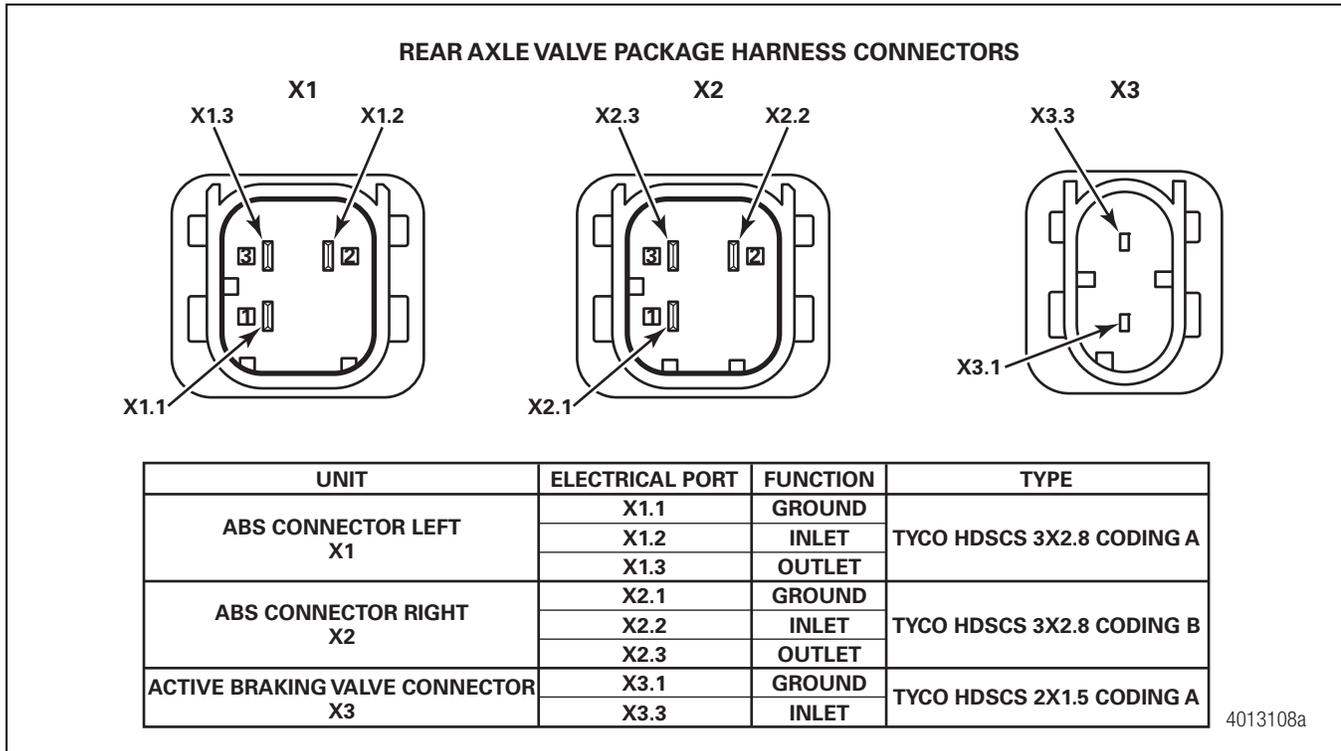 REAR AXLE VALVE PACKAGE HARNESS CONNECTORS
X1 X2 X3
X1.3 X1.2 X2.3 X2.2 X3.3
3 2 3 2
1 1
X3.1
X1.1 X2.1
UNIT ELECTRICAL PORT FUNCTION TYPE
ABS CONNECTOR LEFT
X1
X1.1 GROUND
X1.2 INLET
X1.3 OUTLET
TYCO HDSCS 3X2.8 CODING A
ABS CONNECTOR RIGHT
X2
X2.1 GROUND
X2.2 INLET
X2.3 OUTLET
TYCO HDSCS 3X2.8 CODING B
ACTIVE BRAKING VALVE CONNECTOR
X3
X3.1 GROUND
X3.3 INLET
TYCO HDSCS 2X1.5 CODING A
4013108a